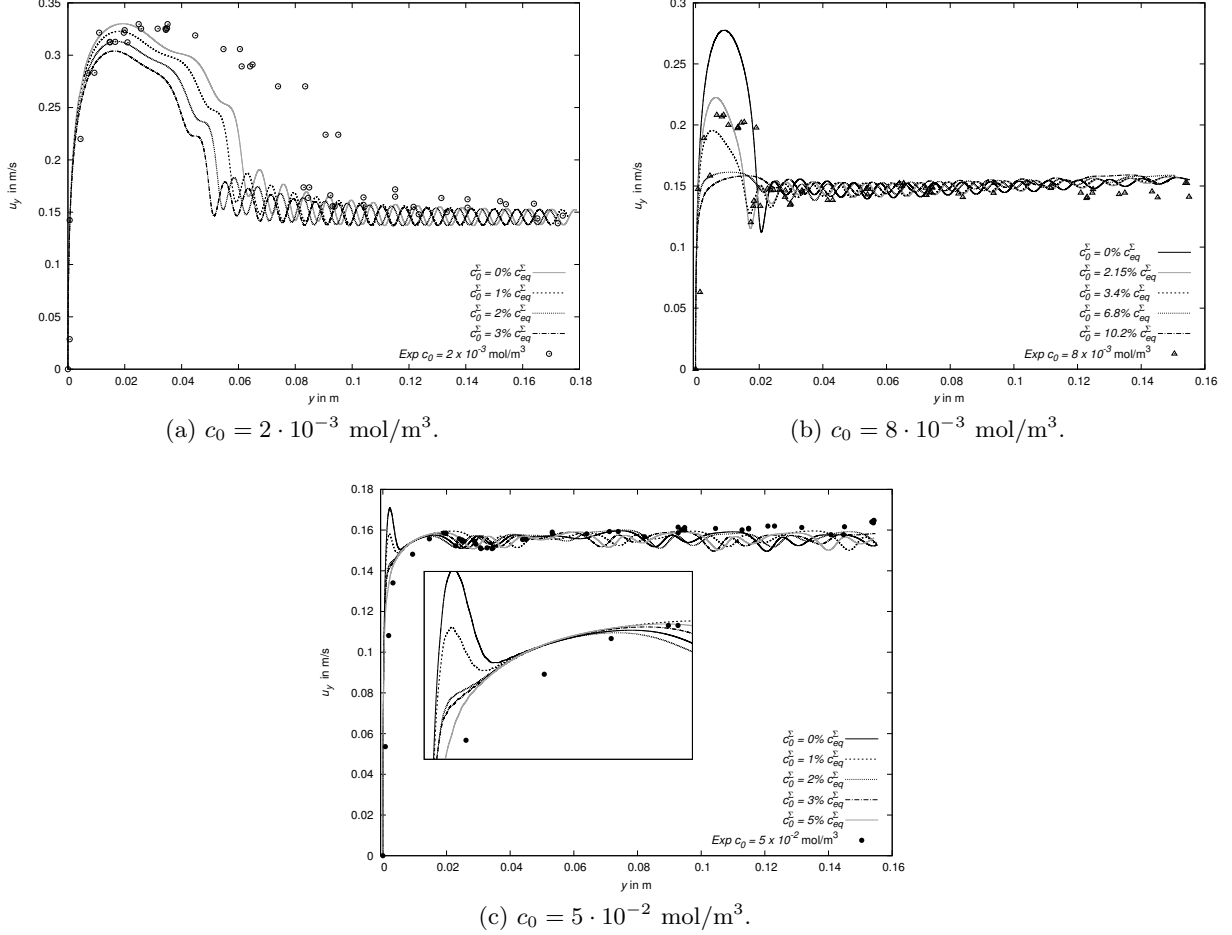 0.35
0.3
0.25
0.2
0.15
0.1
0.05
0
u_y in m/s
c_0^Σ = 0% c_eq^Σ
c_0^Σ = 1% c_eq^Σ
c_0^Σ = 2% c_eq^Σ
c_0^Σ = 3% c_eq^Σ
Exp c_0 = 2 x 10^-3 mol/m^3
0 0.02 0.04 0.06 0.08 0.1 0.12 0.14 0.16 0.18
y in m
(a) c_0 = 2 · 10^−3 mol/m^3.
0.3
0.25
0.2
0.15
0.1
0.05
0
u_y in m/s
c_0^Σ = 0% c_eq^Σ
c_0^Σ = 2.15% c_eq^Σ
c_0^Σ = 3.4% c_eq^Σ
c_0^Σ = 6.8% c_eq^Σ
c_0^Σ = 10.2% c_eq^Σ
Exp c_0 = 8 x 10^-3 mol/m^3
0 0.02 0.04 0.06 0.08 0.1 0.12 0.14 0.16
y in m
(b) c_0 = 8 · 10^−3 mol/m^3.
0.18
0.16
0.14
0.12
0.1
0.08
0.06
0.04
0.02
0
u_y in m/s
c_0^Σ = 0% c_eq^Σ
c_0^Σ = 1% c_eq^Σ
c_0^Σ = 2% c_eq^Σ
c_0^Σ = 3% c_eq^Σ
c_0^Σ = 5% c_eq^Σ
Exp c_0 = 5 x 10^-2 mol/m^3
0 0.02 0.04 0.06 0.08 0.1 0.12 0.14 0.16
y in m
(c) c_0 = 5 · 10^−2 mol/m^3.